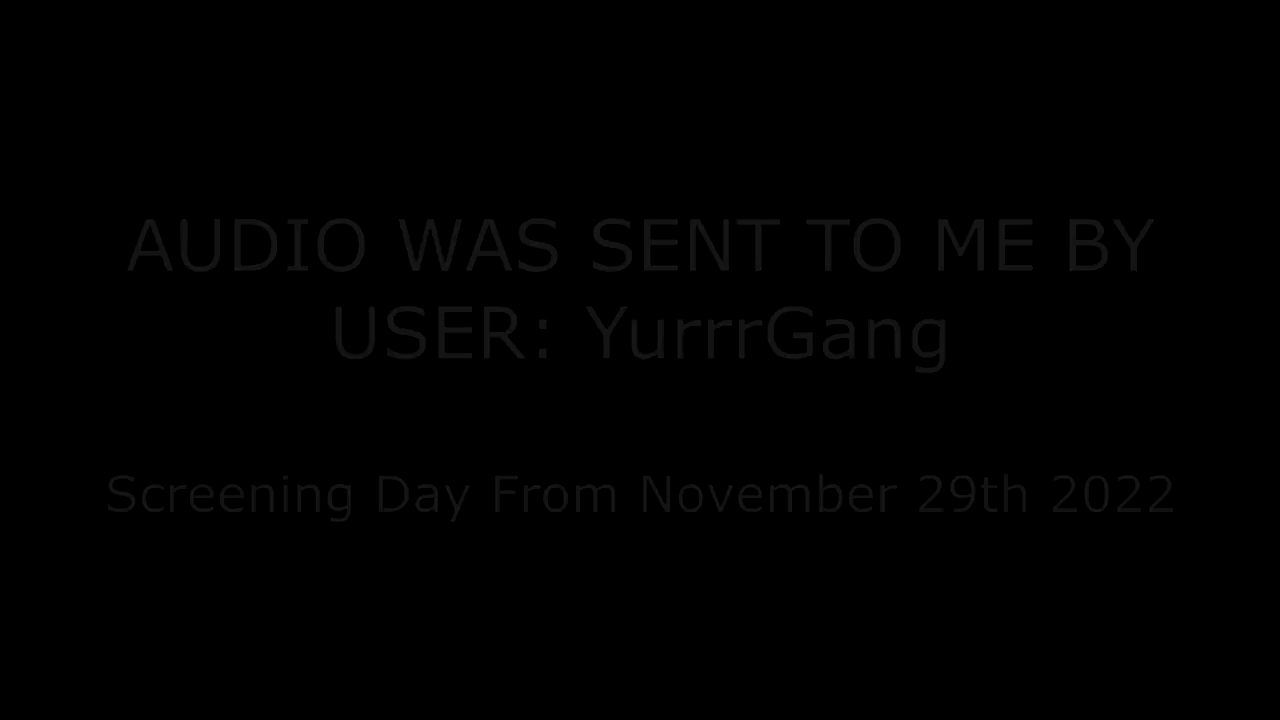 AUDIO WAS SENT TO ME BY
USER: YurrrGang
Screening Day From November 29th 2022